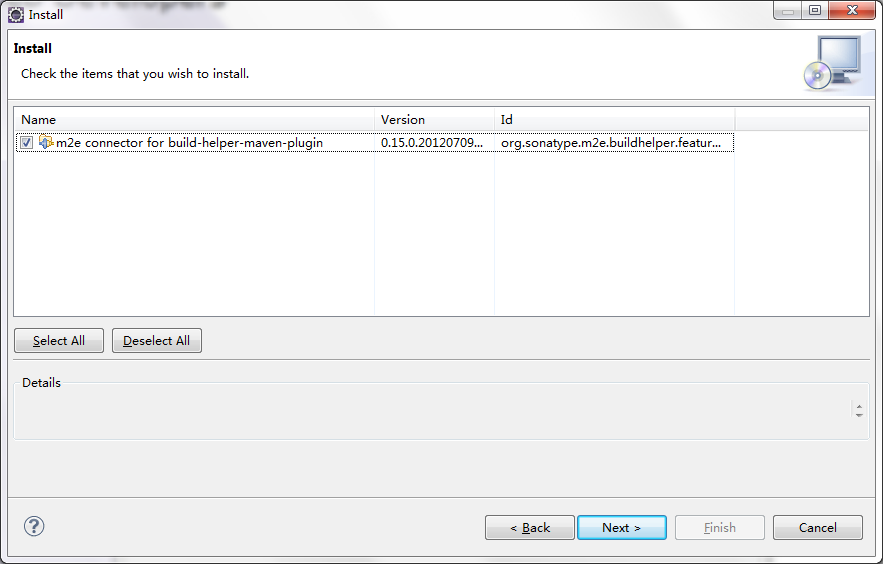 Developers
Install
Install
Check the items that you wish to install.
Name Version Id
m2e connector for build-helper-maven-plugin 0.15.0.20120709... org.sonatype.m2e.buildhelper.featur...
Select All Deselect All
Details
? < Back Next > Finish Cancel